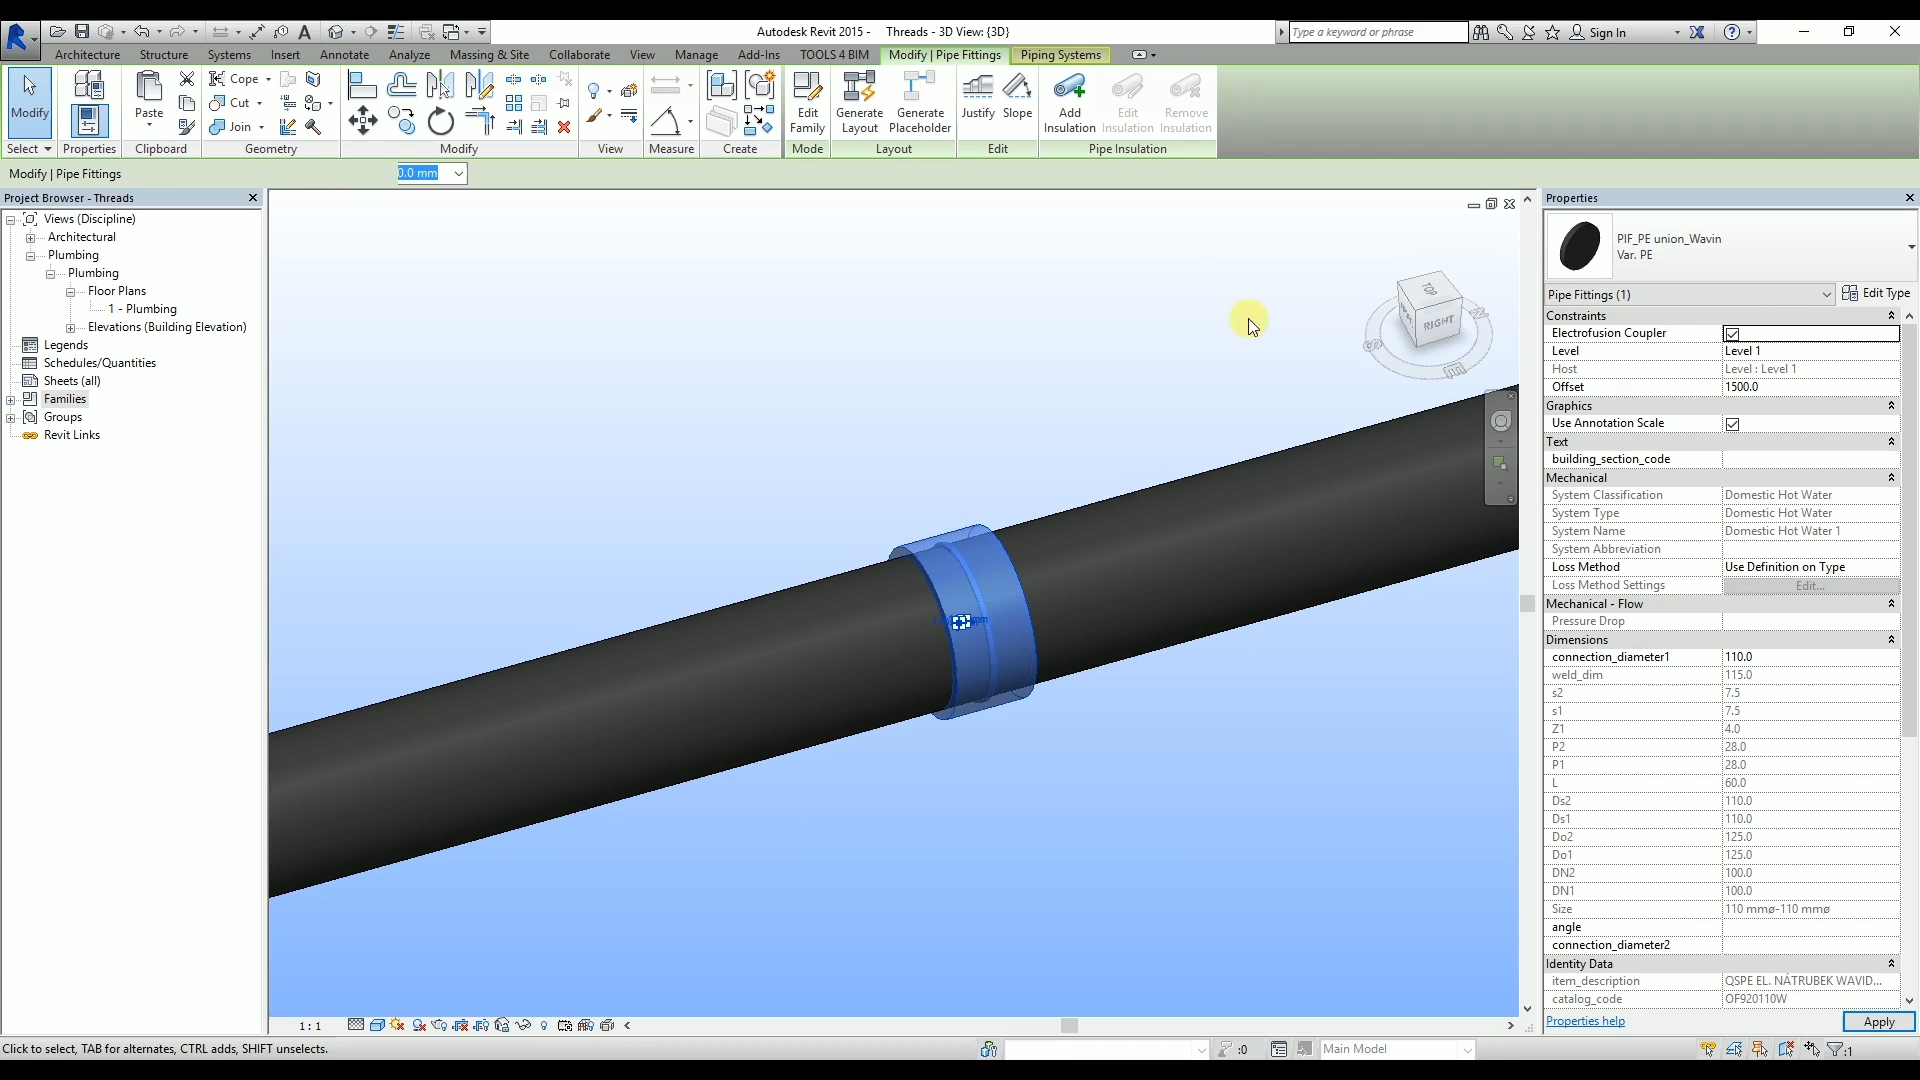 Autodesk Revit 2015 - Threads - 3D View: {3D}
Type a keyword or phrase
Sign In
Architecture Structure Systems Insert Annotate Analyze Massing & Site Collaborate View Manage Add-Ins TOOLS 4 BIM Modify | Pipe Fittings Piping Systems
Modify
Paste
Cope
Cut
Join
Edit Family
Generate Layout
Generate Placeholder
Justify
Slope
Add Insulation
Edit Insulation
Remove Insulation
Select Properties Clipboard Geometry Modify View Measure Create Mode Layout Edit Pipe Insulation
Modify | Pipe Fittings
0.0 mm
Project Browser - Threads
Views (Discipline)
Architectural
Plumbing
Plumbing
Floor Plans
1 - Plumbing
Elevations (Building Elevation)
Legends
Schedules/Quantities
Sheets (all)
Families
Groups
Revit Links
TOP
RIGHT
Properties
PIF_PE union_Wavin
Var. PE
Pipe Fittings (1)
Edit Type
Constraints
Electrofusion Coupler
Level Level 1
Host Level : Level 1
Offset 1500.0
Graphics
Use Annotation Scale
Text
building_section_code
Mechanical
System Classification Domestic Hot Water
System Type Domestic Hot Water
System Name Domestic Hot Water 1
System Abbreviation
Loss Method Use Definition on Type
Loss Method Settings Edit...
Mechanical - Flow
Pressure Drop
Dimensions
connection_diameter1 110.0
weld_dim 115.0
s2 7.5
s1 7.5
Z1 4.0
P2 28.0
P1 28.0
L 60.0
Ds2 110.0
Ds1 110.0
Do2 125.0
Do1 125.0
DN2 100.0
DN1 100.0
Size 110 mmø-110 mmø
angle
connection_diameter2
Identity Data
item_description QSPE EL. NÁTRUBEK WAVID...
catalog_code OF920110W
Properties help
Apply
1 : 1
Click to select, TAB for alternates, CTRL adds, SHIFT unselects.
:0
Main Model
:1